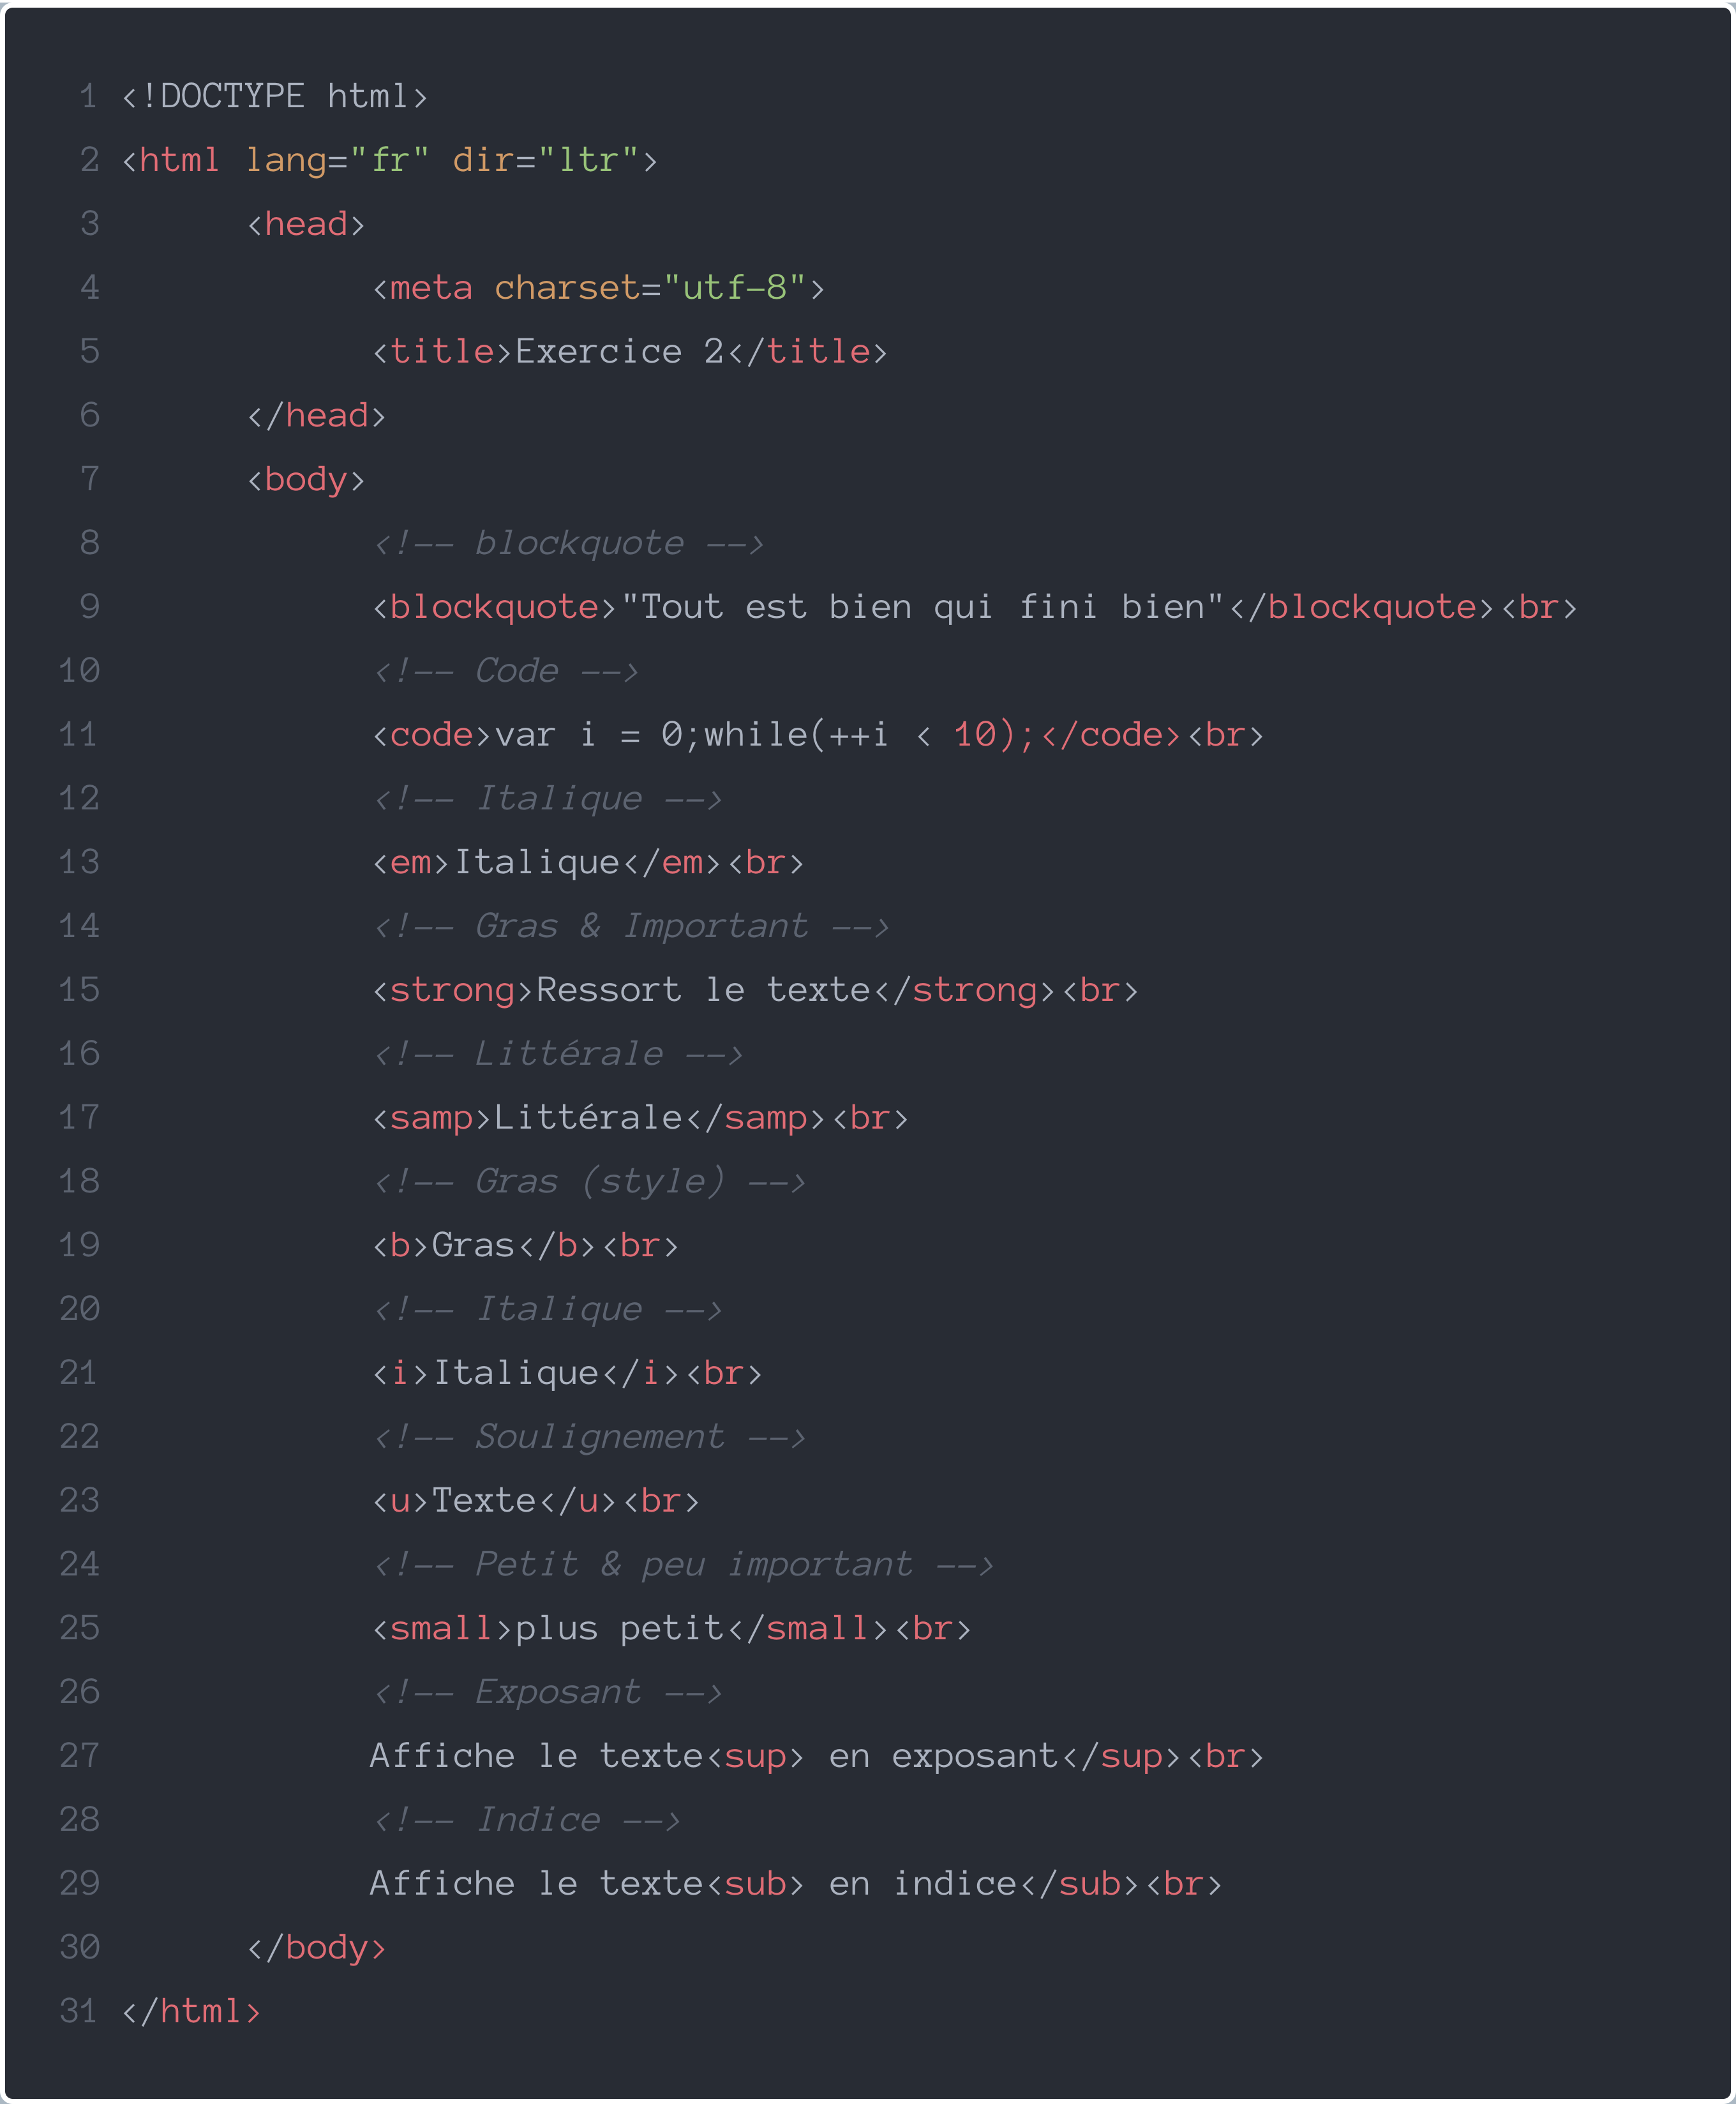 1 <!DOCTYPE html>
2 <html lang="fr" dir="ltr">
3 <head>
4 <meta charset="utf-8">
5 <title>Exercice 2</title>
6 </head>
7 <body>
8 <!-- blockquote -->
9 <blockquote>"Tout est bien qui fini bien"</blockquote><br>
10 <!-- Code -->
11 <code>var i = 0;while(++i < 10);</code><br>
12 <!-- Italique -->
13 <em>Italique</em><br>
14 <!-- Gras & Important -->
15 <strong>Ressort le texte</strong><br>
16 <!-- Littérale -->
17 <samp>Littérale</samp><br>
18 <!-- Gras (style) -->
19 <b>Gras</b><br>
20 <!-- Italique -->
21 <i>Italique</i><br>
22 <!-- Soulignement -->
23 <u>Texte</u><br>
24 <!-- Petit & peu important -->
25 <small>plus petit</small><br>
26 <!-- Exposant -->
27 Affiche le texte<sup> en exposant</sup><br>
28 <!-- Indice -->
29 Affiche le texte<sub> en indice</sub><br>
30 </body>
31 </html>